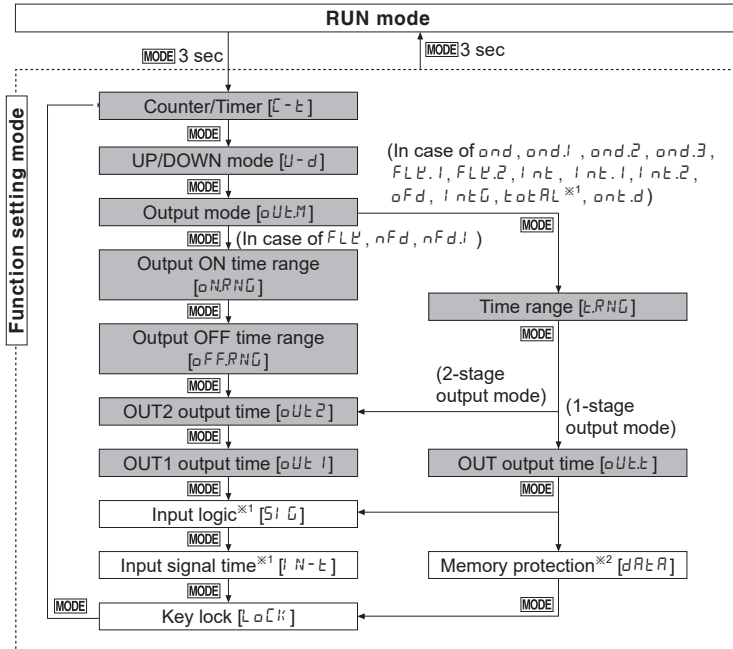 RUN mode
MODE 3 sec
MODE 3 sec
Function setting mode
Counter/Timer [C-t]
MODE
UP/DOWN mode [U-d]
MODE
(In case of ond, ond.1, ond.2, ond.3,
FLK.1, FLK.2, Int, Int.1, Int.2,
oFd, IntG, totAL※1, ont.d)
Output mode [oUt.M]
MODE
(In case of FLK, nFd, nFd.1)
MODE
Output ON time range
[oN.RNG]
MODE
Time range [t.RNG]
MODE
Output OFF time range
[oFF.RNG]
MODE
(2-stage
output mode)
(1-stage
output mode)
OUT2 output time [oUt2]
MODE
OUT1 output time [oUt1]
OUT output time [oUt.t]
MODE
MODE
Input logic※1 [SIG]
MODE
Input signal time※1 [IN-t]
Memory protection※2 [dAtA]
MODE
MODE
MODE
Key lock [LoCK]